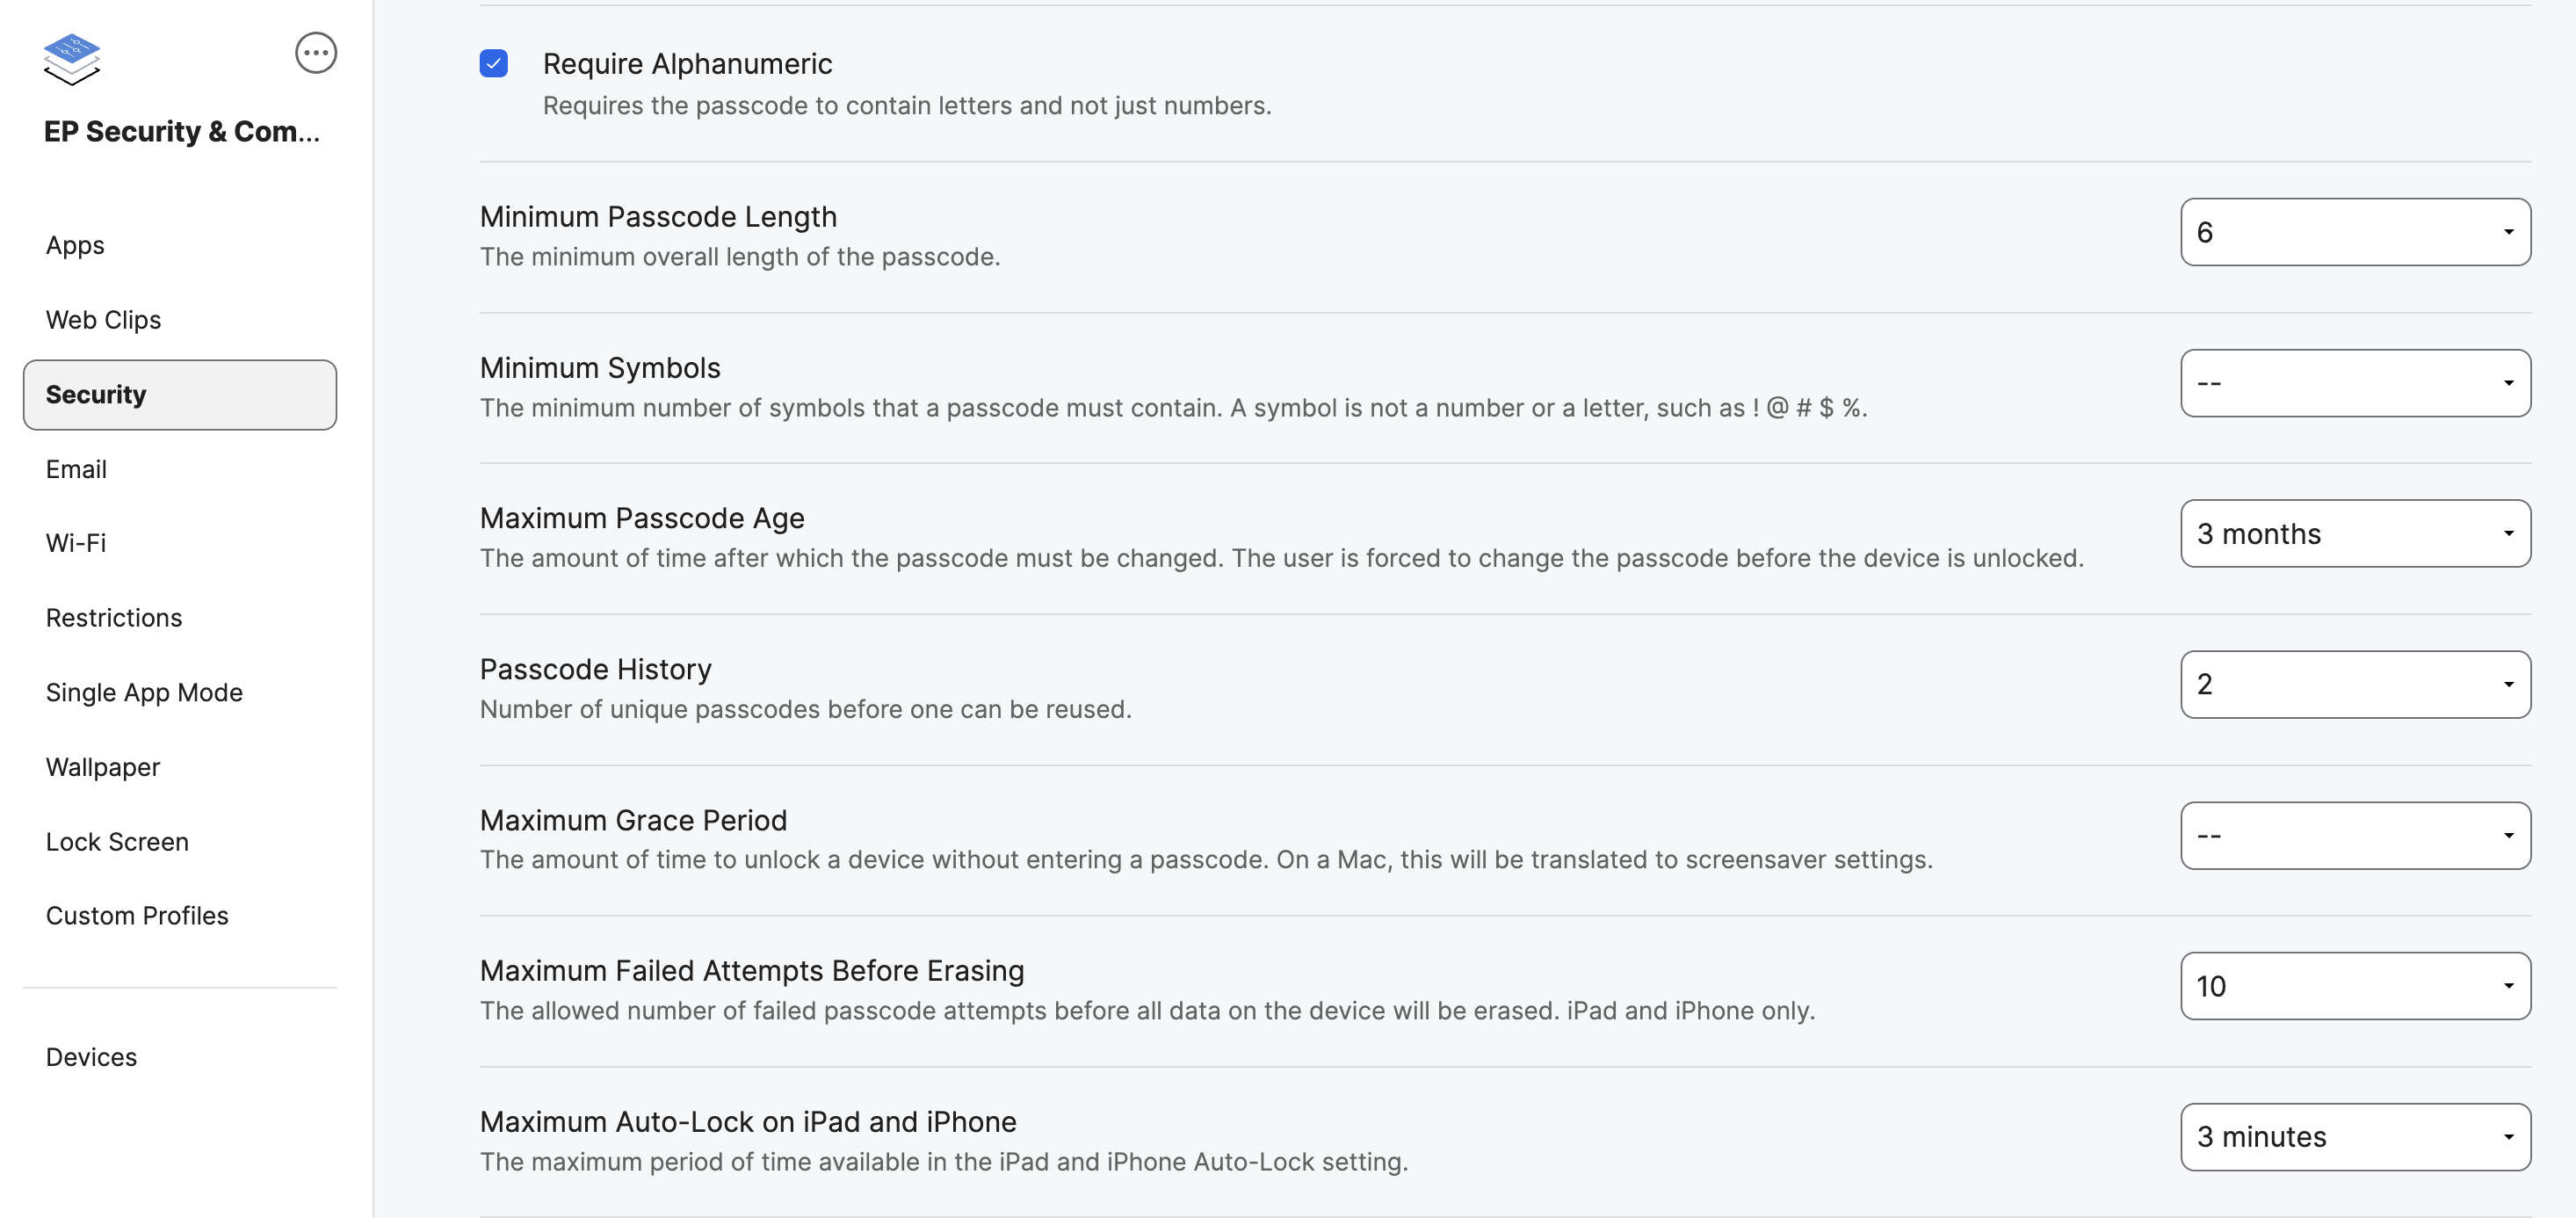 EP Security & Com...
Apps
Web Clips
Security
Email
Wi-Fi
Restrictions
Single App Mode
Wallpaper
Lock Screen
Custom Profiles
Devices
Require Alphanumeric
Requires the passcode to contain letters and not just numbers.
Minimum Passcode Length
The minimum overall length of the passcode.
6
Minimum Symbols
The minimum number of symbols that a passcode must contain. A symbol is not a number or a letter, such as ! @ # $ %.
--
Maximum Passcode Age
The amount of time after which the passcode must be changed. The user is forced to change the passcode before the device is unlocked.
3 months
Passcode History
Number of unique passcodes before one can be reused.
2
Maximum Grace Period
The amount of time to unlock a device without entering a passcode. On a Mac, this will be translated to screensaver settings.
--
Maximum Failed Attempts Before Erasing
The allowed number of failed passcode attempts before all data on the device will be erased. iPad and iPhone only.
10
Maximum Auto-Lock on iPad and iPhone
The maximum period of time available in the iPad and iPhone Auto-Lock setting.
3 minutes